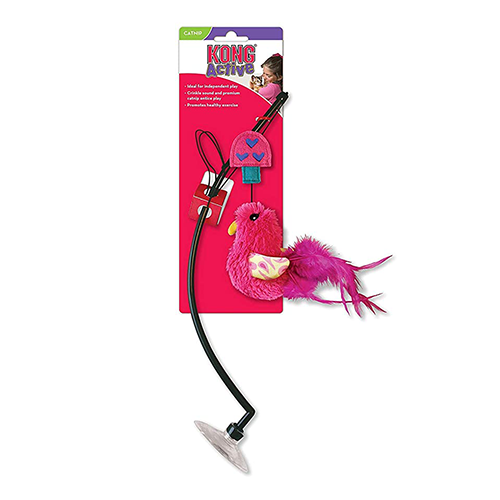 CATNIP
KONG
Active
• Ideal for independent play
• Crinkle sound and premium
catnip entice play
• Promotes healthy exercise